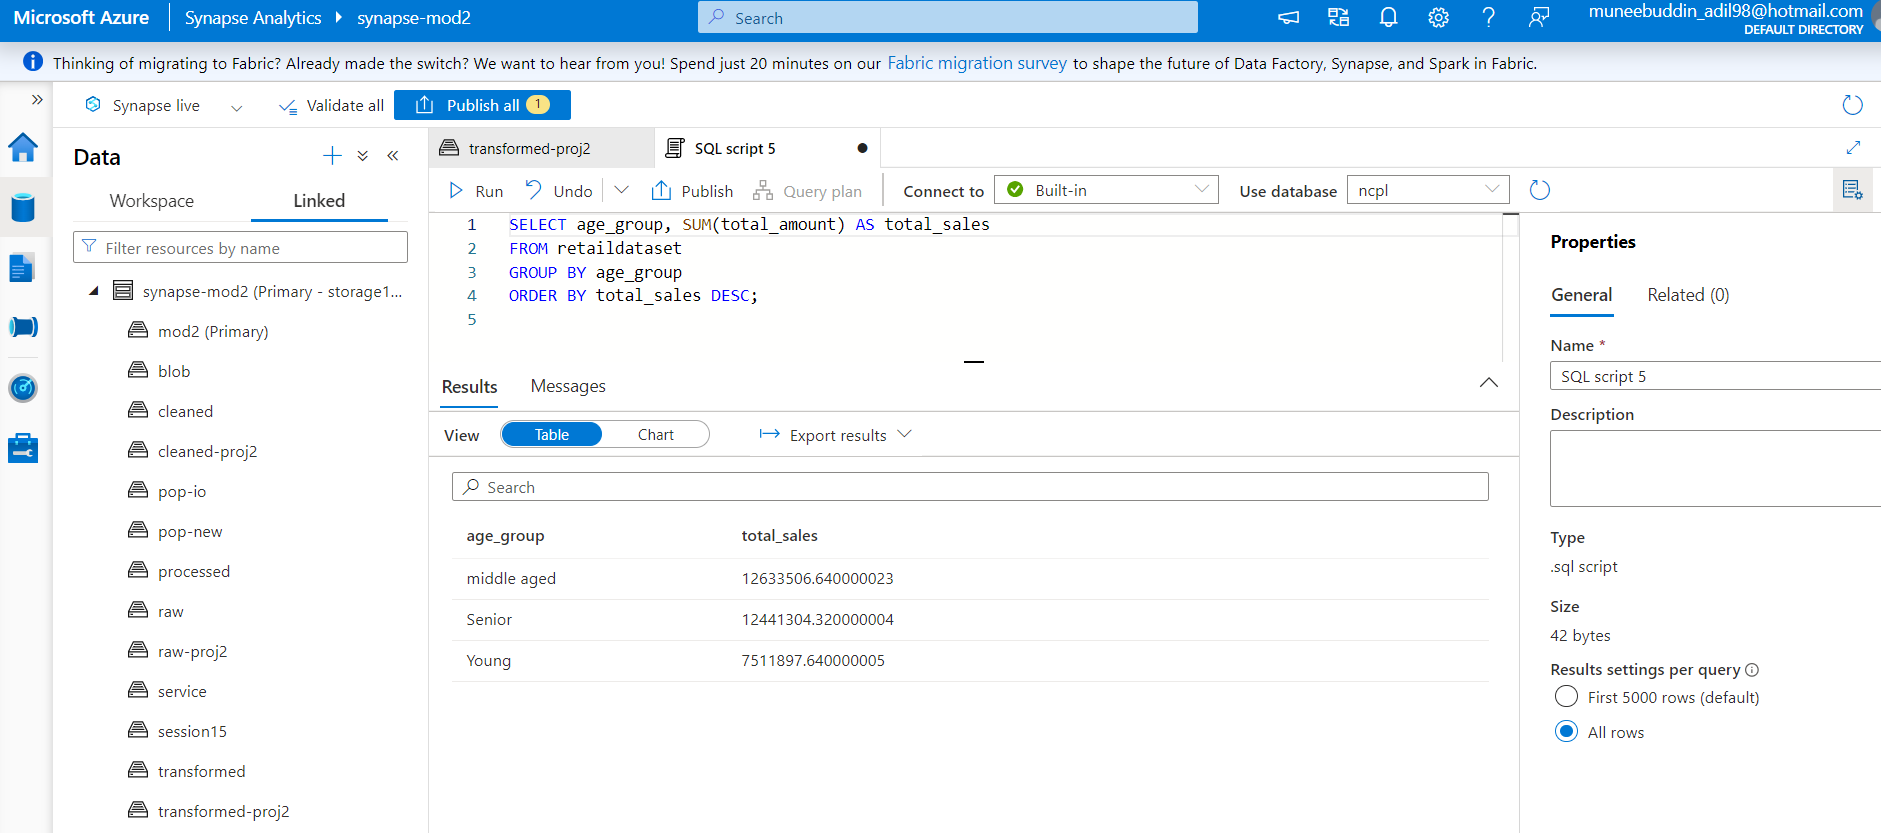 Microsoft Azure Synapse Analytics synapse-mod2 Search muneebuddin_adil98@hotmail.com
DEFAULT DIRECTORY
Thinking of migrating to Fabric? Already made the switch? We want to hear from you! Spend just 20 minutes on our Fabric migration survey to shape the future of Data Factory, Synapse, and Spark in Fabric.
Synapse live Validate all Publish all 1
Data
Workspace Linked
Filter resources by name
synapse-mod2 (Primary - storage1...
mod2 (Primary)
blob
cleaned
cleaned-proj2
pop-io
pop-new
processed
raw
raw-proj2
service
session15
transformed
transformed-proj2
transformed-proj2 SQL script 5
Run Undo Publish Query plan Connect to Built-in Use database ncpl
1 SELECT age_group, SUM(total_amount) AS total_sales
2 FROM retaildataset
3 GROUP BY age_group
4 ORDER BY total_sales DESC;
5
Results Messages
View Table Chart Export results
Search
age_group total_sales
middle aged 12633506.640000023
Senior 12441304.320000004
Young 7511897.640000005
Properties
General Related (0)
Name *
SQL script 5
Description
Type
.sql script
Size
42 bytes
Results settings per query
First 5000 rows (default)
All rows